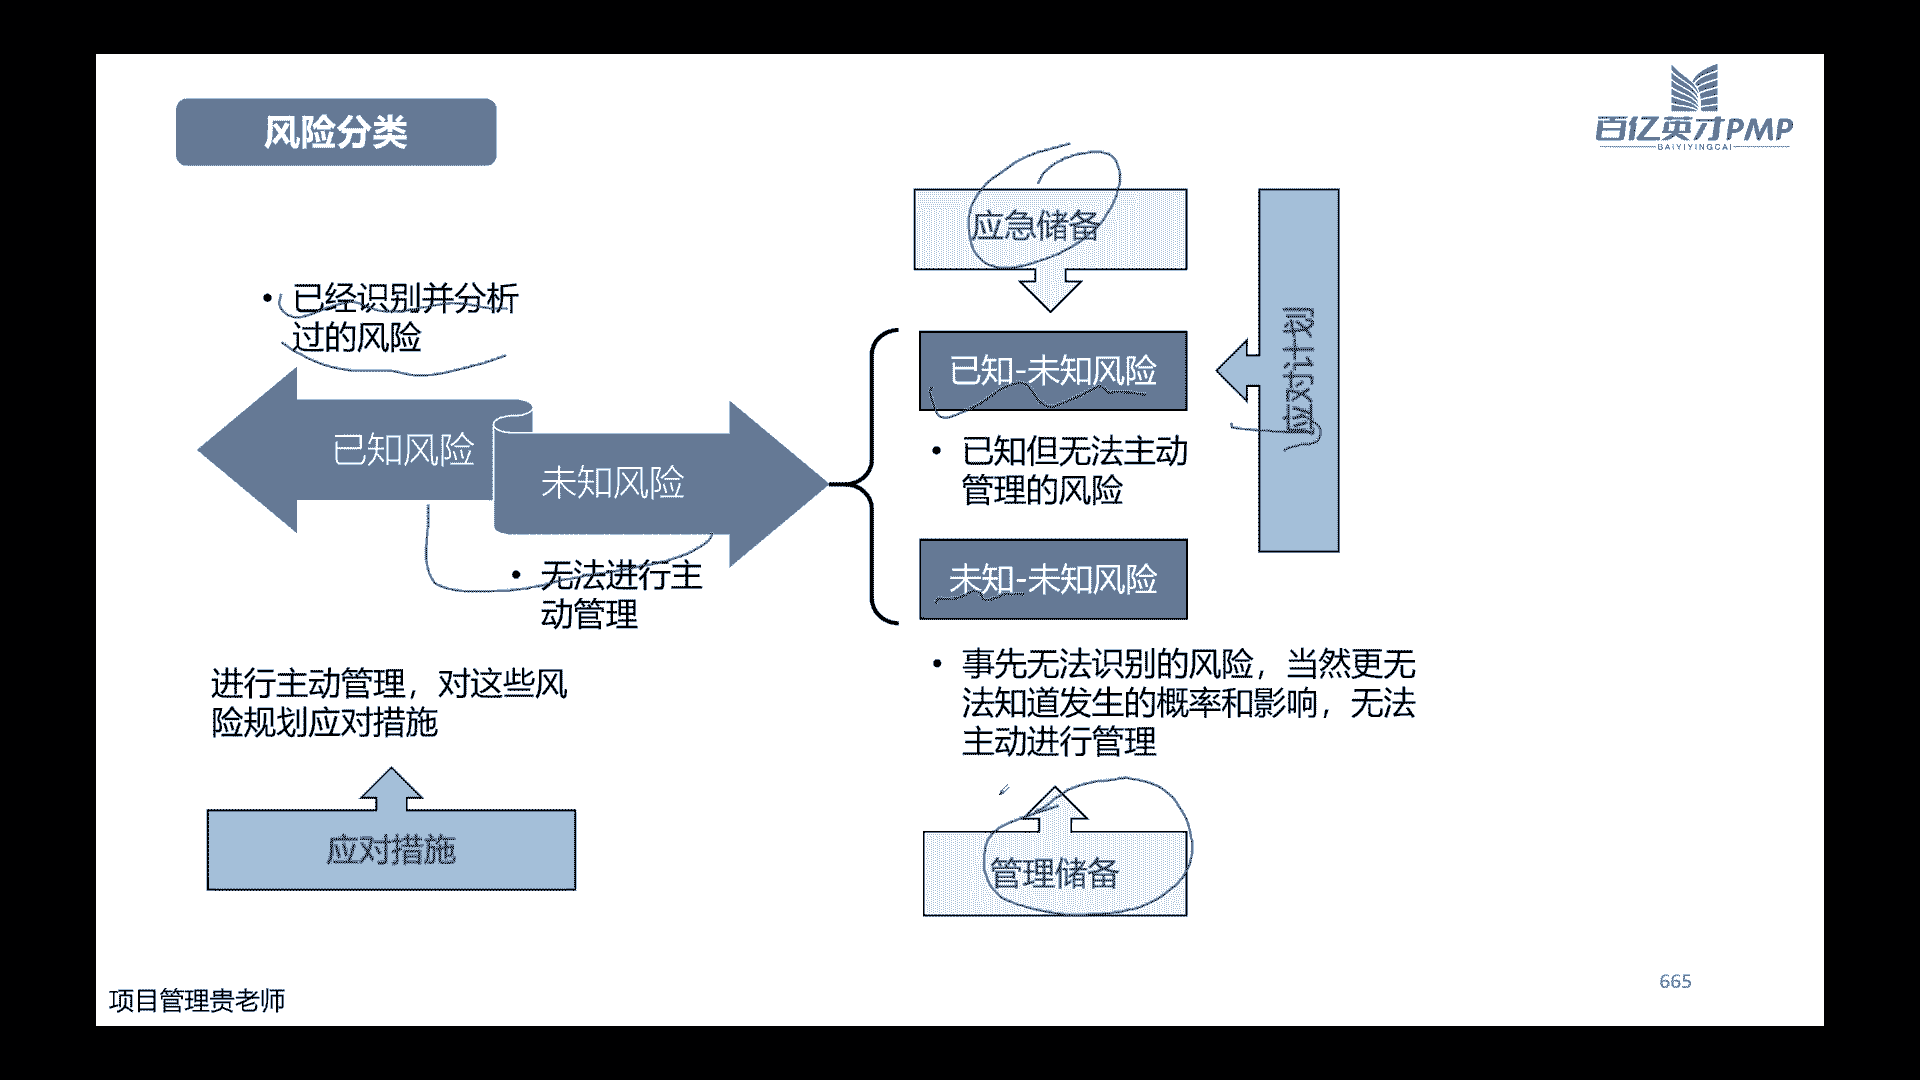 风险分类
百亿英才PMP
BAIYIYINGCAI
应急储备
• 已经识别并分析
过的风险
已知风险
未知风险
• 无法进行主
动管理
进行主动管理，对这些风
险规划应对措施
应对措施
已知-未知风险
• 已知但无法主动
管理的风险
应对计划
未知-未知风险
• 事先无法识别的风险，当然更无
法知道发生的概率和影响，无法
主动进行管理
管理储备
665
项目管理贵老师